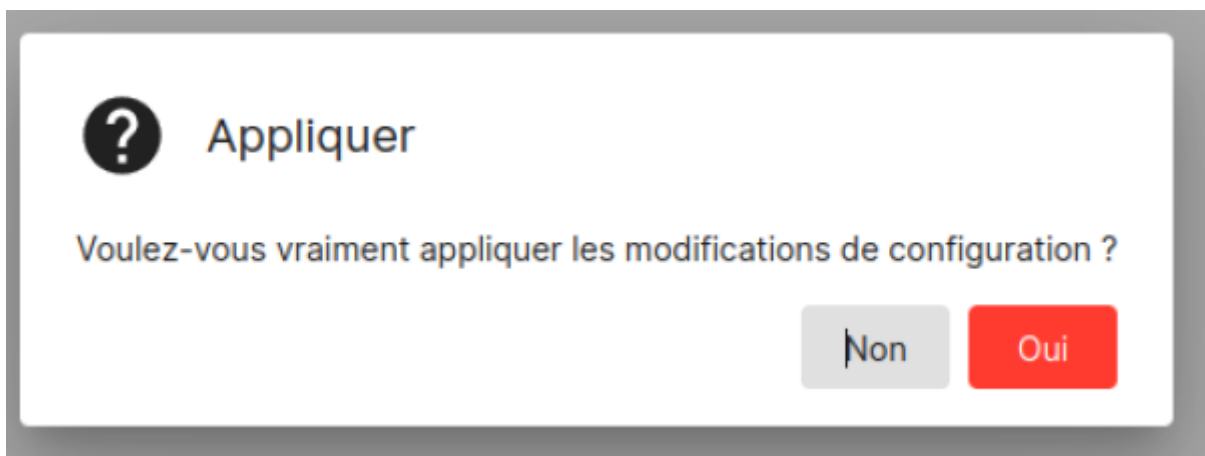 Appliquer
Voulez-vous vraiment appliquer les modifications de configuration ?
Non Oui